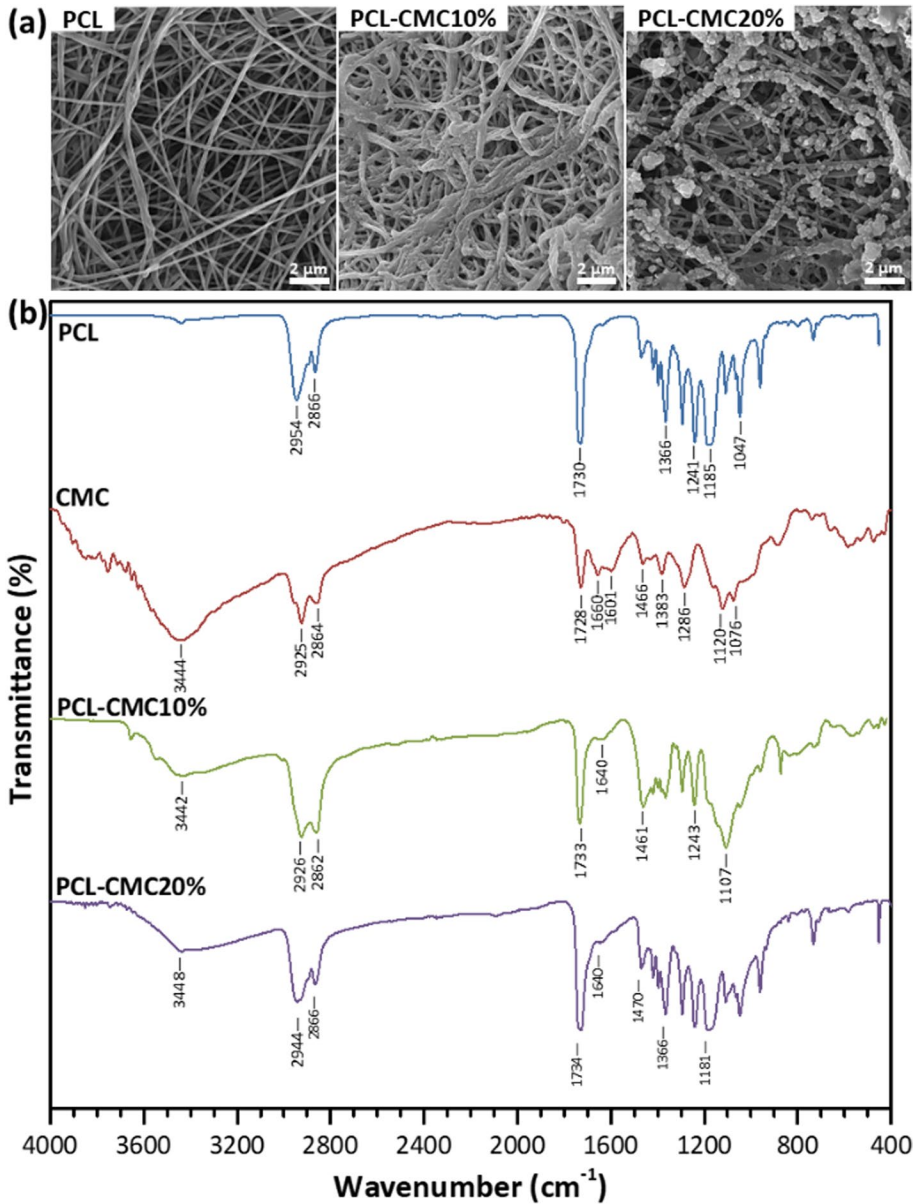 (a) PCL PCL-CMC10% PCL-CMC20%
2 μm 2 μm 2 μm
(b)
PCL
2954 2866 1730 1366 1241 1185 1047
CMC
3444 2925 2864 1728 1660 1601 1466 1383 1286 1120 1076
PCL-CMC10%
3442 2926 2862 1733 1640 1461 1243 1107
PCL-CMC20%
3448 2944 2866 1734 1640 1470 1366 1181
Transmittance (%)
4000 3600 3200 2800 2400 2000 1600 1200 800 400
Wavenumber (cm⁻¹)